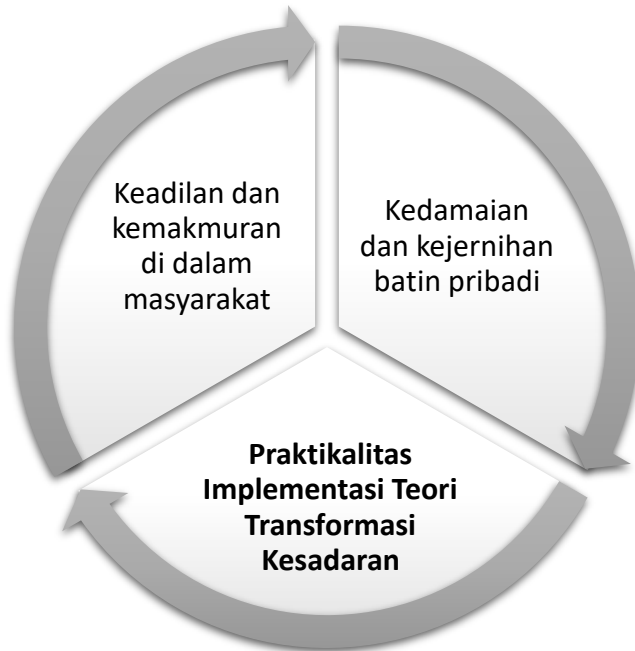 Keadilan dan
kemakmuran
di dalam
masyarakat
Kedamaian
dan kejernihan
batin pribadi
Praktikalitas
Implementasi Teori
Transformasi
Kesadaran